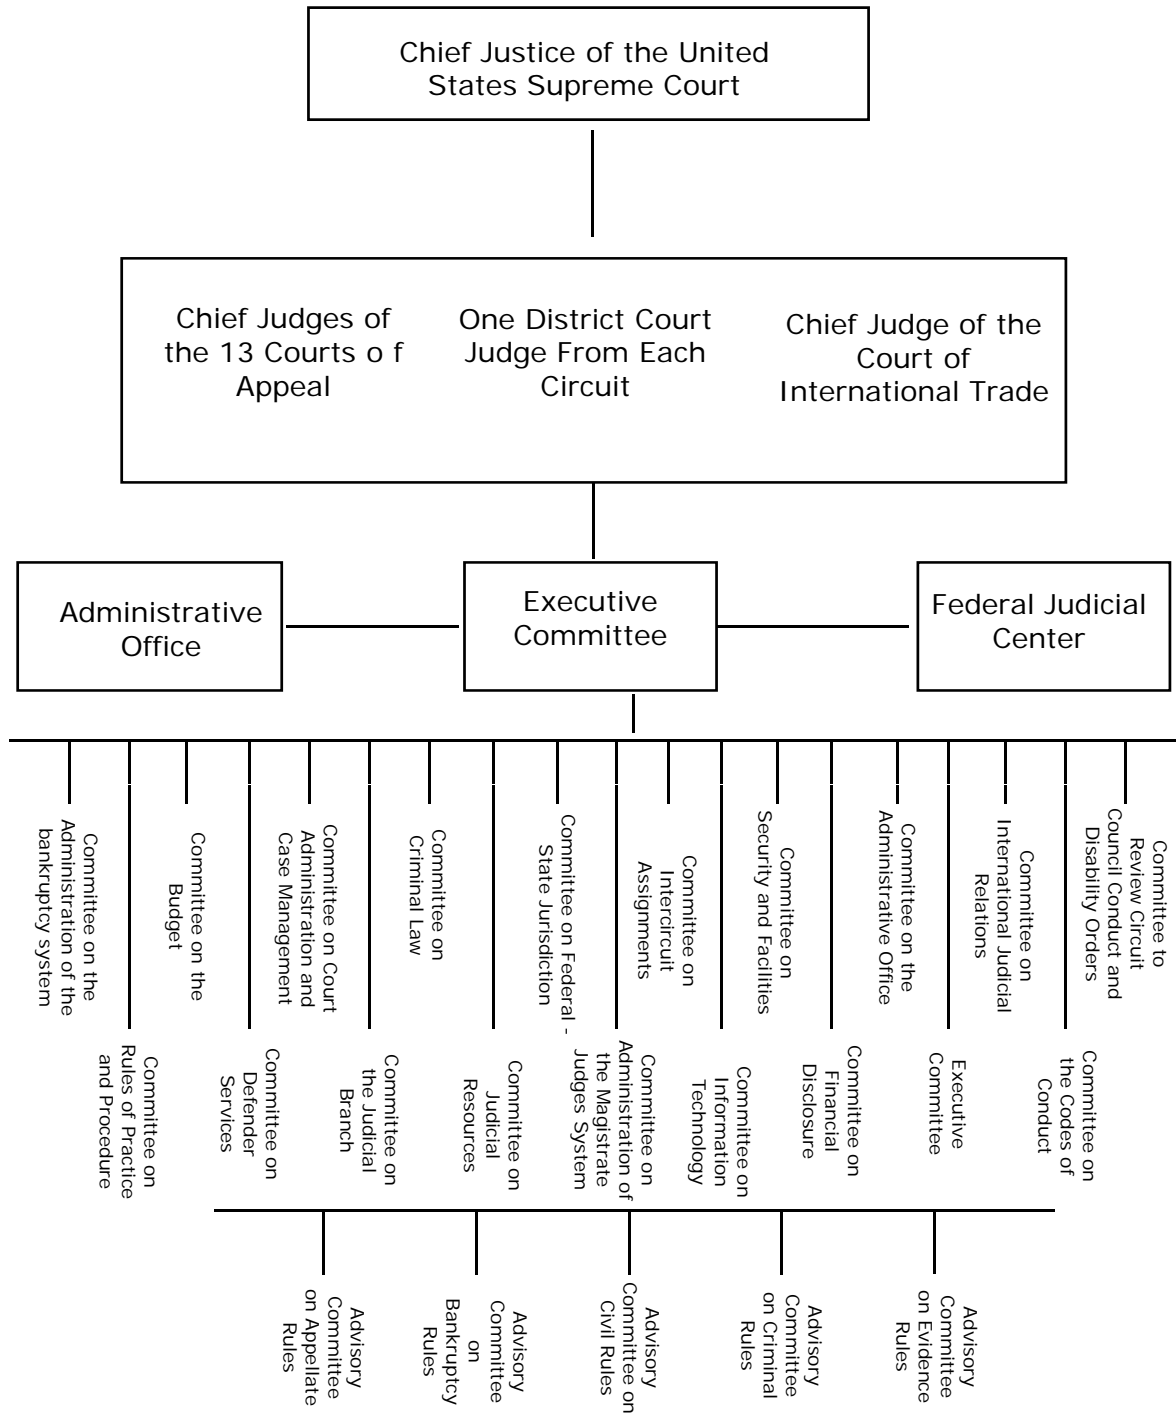 Chief Justice of the United
States Supreme Court
Chief Judges of
the 13 Courts o f
Appeal
One District Court
Judge From Each
Circuit
Chief Judge of the
Court of
International Trade
Administrative
Office
Executive
Committee
Federal Judicial
Center
Committee on the
Administration of the
bankruptcy system
Committee on
Rules of Practice
and Procedure
Committee on the
Budget
Committee on
Defender
Services
Committee on Court
Administration and
Case Management
Committee on
the Judicial
Branch
Committee on
Criminal Law
Committee on
Judicial
Resources
Committee on Federal -
State Jurisdiction
Committee on
Administration of
the Magistrate
Judges System
Committee on
Intercircuit
Assignments
Committee on
Information
Technology
Committee on
Security and Facilities
Committee on
Financial
Disclosure
Committee on the
Administrative Office
Executive
Committee
Committee on
International Judicial
Relations
Committee on
the Codes of
Conduct
Committee to
Review Circuit
Council Conduct and
Disability Orders
Advisory
Committee
on Appellate
Rules
Advisory
Committee
on
Bankruptcy
Rules
Advisory
Committee on
Civil Rules
Advisory
Committee
on Criminal
Rules
Advisory
Committee
on Evidence
Rules